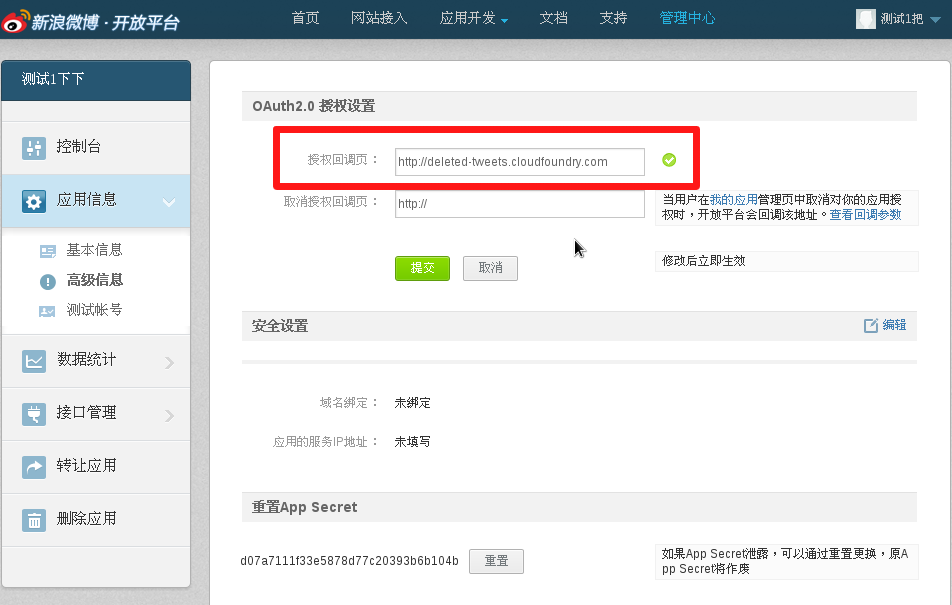 新浪微博·开放平台
首页 网站接入 应用开发 文档 支持 管理中心 测试1把
测试1下下
控制台
应用信息
基本信息
高级信息
测试帐号
数据统计
接口管理
转让应用
删除应用
OAuth2.0 授权设置
授权回调页： http://deleted-tweets.cloudfoundry.com
取消授权回调页： http://
当用户在我的应用管理页中取消对你的应用授
权时，开放平台会回调该地址。查看回调参数
提交 取消
修改后立即生效
安全设置 编辑
域名绑定： 未绑定
应用的服务IP地址： 未填写
重置App Secret
d07a7111f33e5878d77c20393b6b104b 重置
如果App Secret泄露，可以通过重置更换，原A
pp Secret将作废